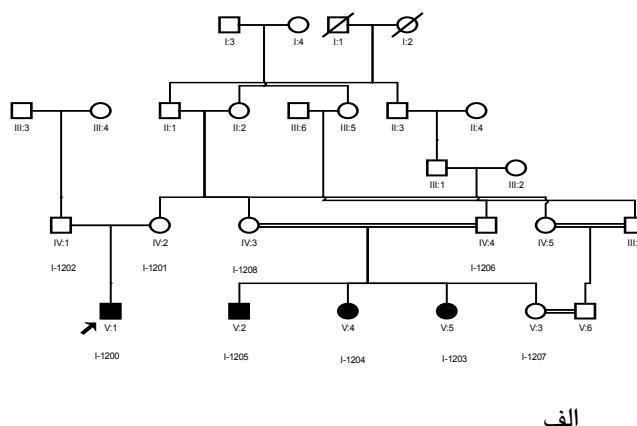 I:3 I:4 I:1 I:2
III:3 III:4 II:1 II:2 III:6 III:5 II:3 II:4
III:1 III:2
IV:1 IV:2 IV:3 IV:4 IV:5 III:
I-1202 I-1201 I-1208 I-1206
V:1 V:2 V:4 V:5 V:3 V:6
I-1200 I-1205 I-1204 I-1203 I-1207
الف